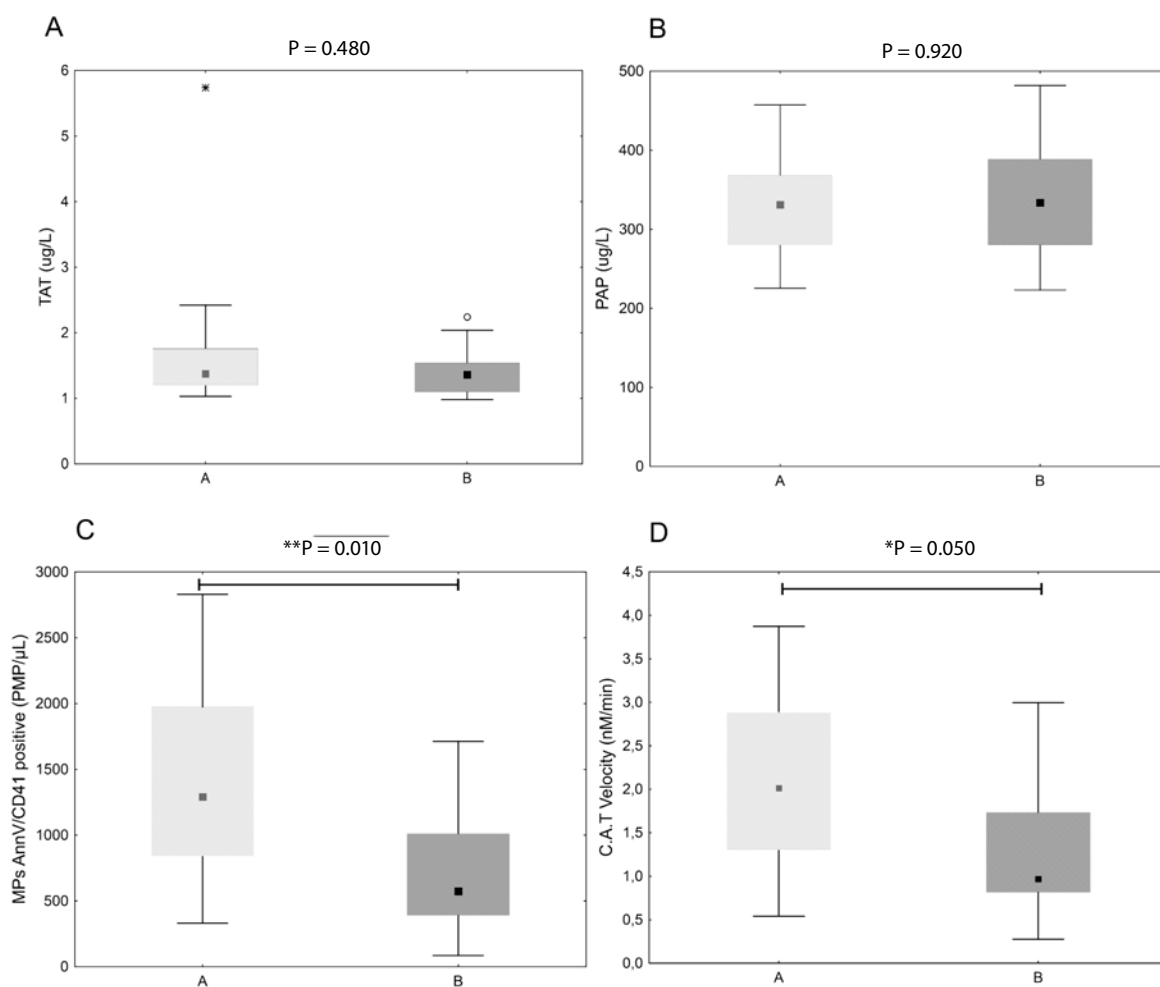 A
P = 0.480
TAT (ug/L)
6
5
4
3
2
1
0
A
B
B
P = 0.920
PAP (ug/L)
500
400
300
200
100
0
A
B
C
**P = 0.010
MPs AnnV/CD41 positive (PMP/µL)
3000
2500
2000
1500
1000
500
0
A
B
D
*P = 0.050
C.A.T Velocity (nM/min)
4,5
4,0
3,5
3,0
2,5
2,0
1,5
1,0
0,5
0,0
A
B